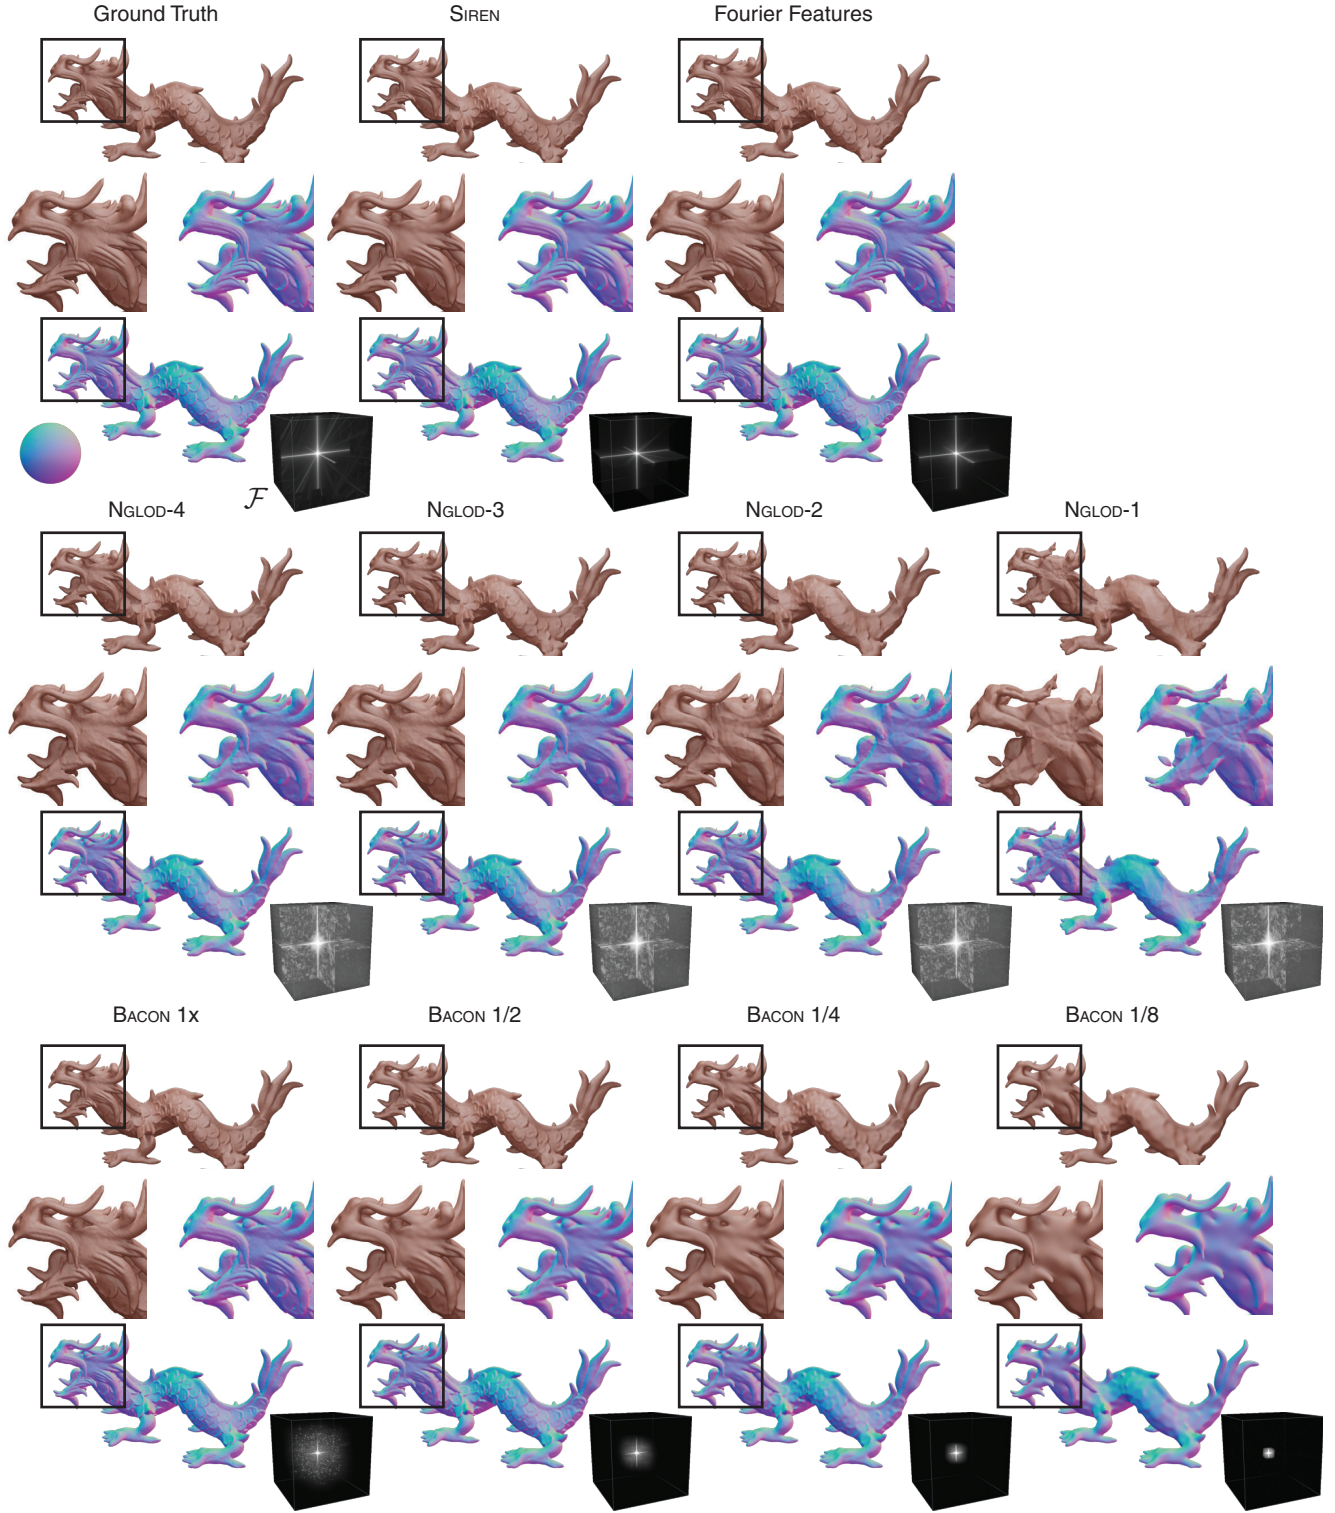 Ground Truth
SIREN
Fourier Features
ℱ
NGLOD-4
NGLOD-3
NGLOD-2
NGLOD-1
BACON 1x
BACON 1/2
BACON 1/4
BACON 1/8